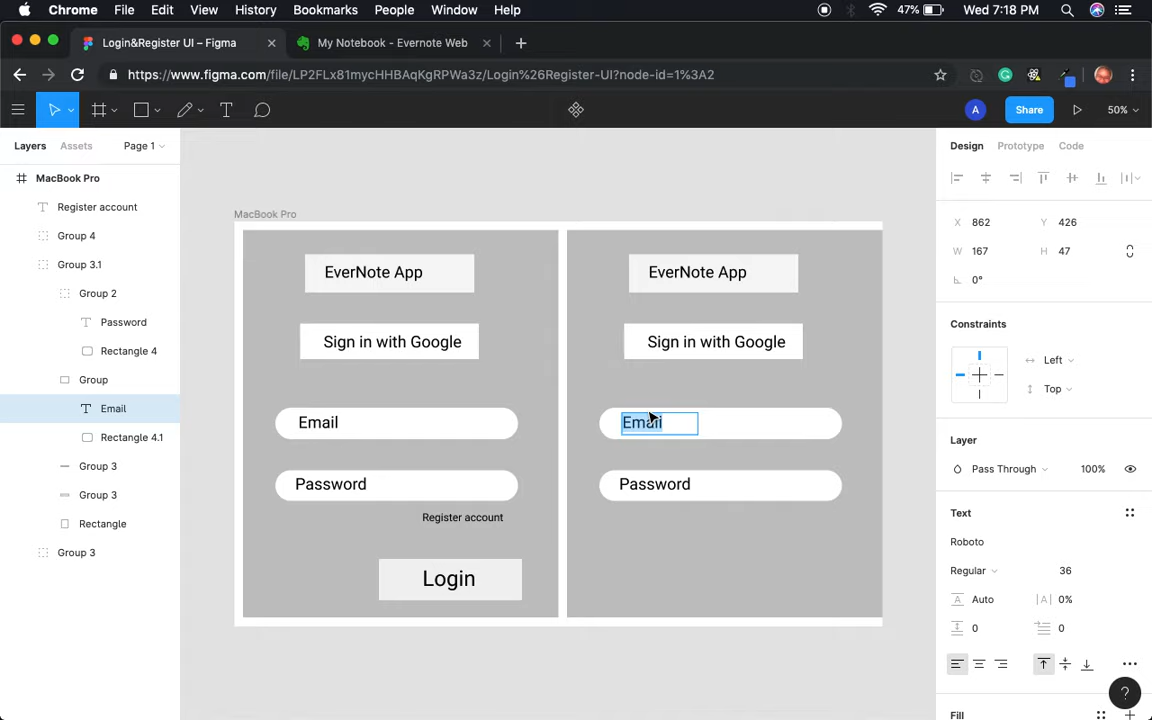 Chrome File Edit View History Bookmarks People Window Help 47% Wed 7:18 PM
Login&Register UI – Figma My Notebook - Evernote Web
https://www.figma.com/file/LP2FLx81mycHHBAqKgRPWa3z/Login%26Register-UI?node-id=1%3A2
A Share 50%
Layers Assets Page 1
MacBook Pro
Register account
Group 4
Group 3.1
Group 2
Password
Rectangle 4
Group
Email
Rectangle 4.1
Group 3
Group 3
Rectangle
Group 3
MacBook Pro
EverNote App
Sign in with Google
Email
Password
Register account
Login
EverNote App
Sign in with Google
Email
Password
Design Prototype Code
X 862 Y 426
W 167 H 47
0°
Constraints
Left
Top
Layer
Pass Through 100%
Text
Roboto
Regular 36
Auto |A| 0%
0 0
Fill
?